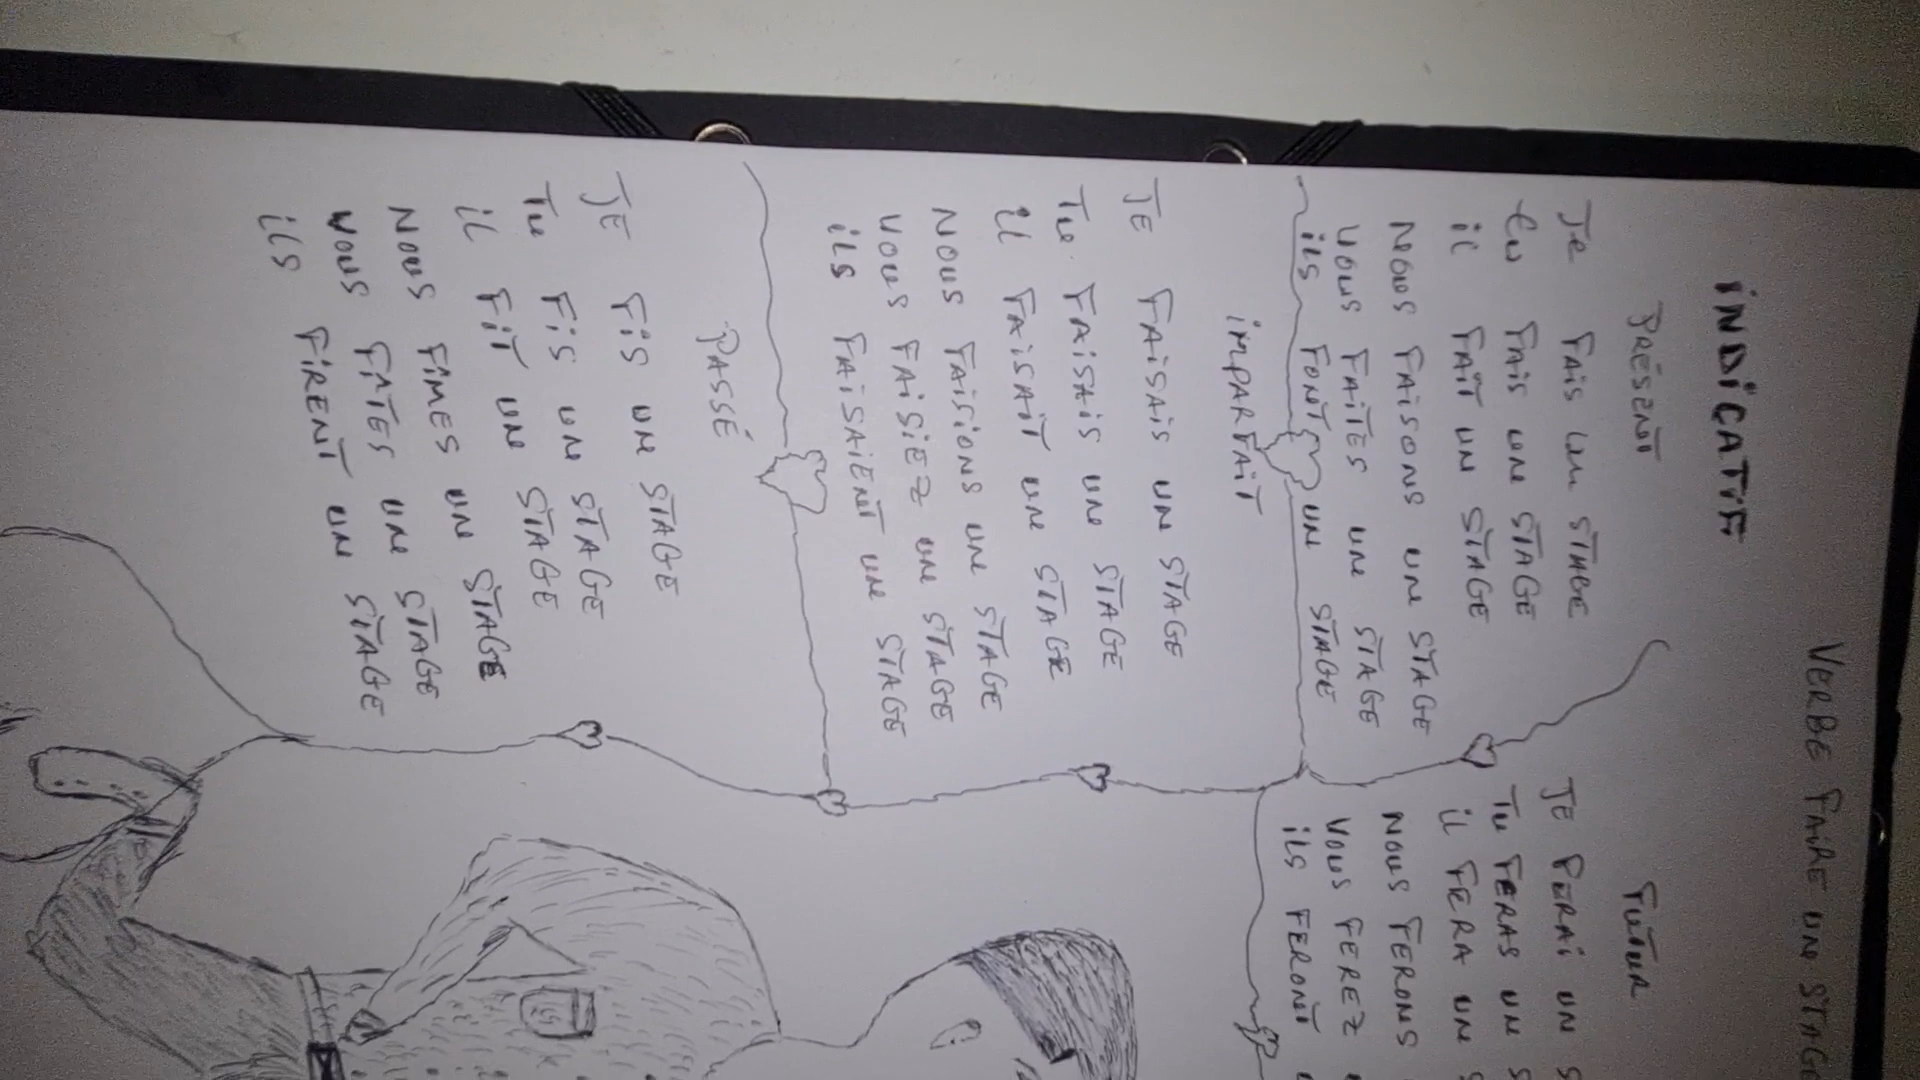 VERBE FAIRE UN STAGE
INDICATIF
PRÉSENT
Je FAIS un STAGE
tu FAIS UN STAGE
il FAIT UN STAGE
NOUS FAISONS UN STAGE
VOUS FAITES UN STAGE
ILS FONT UN STAGE
IMPARFAIT
JE FAISAIS UN STAGE
Tu FAISAIS UN STAGE
il FAISAIT UN STAGE
NOUS FAISIONS UN STAGE
VOUS FAISIEZ UN STAGE
ILS FAISAIENT UN STAGE
PASSÉ
JE FIS UN STAGE
Tu FIS UN STAGE
IL FIT UN STAGE
NOUS FIMES UN STAGE
VOUS FITES UN STAGE
ILS FIRENT UN STAGE
FUTUR
JE FERAI UN S
Tu FERAS UN S
il FERA UN S
NOUS FERONS
VOUS FEREZ
ILS FERONT